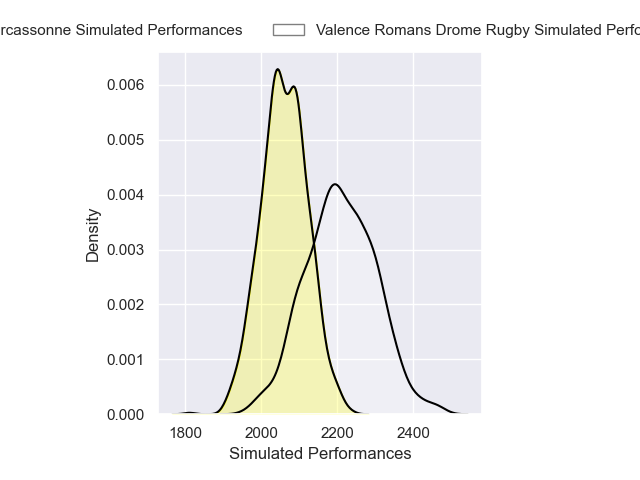 rcassonne Simulated Performances Valence Romans Drome Rugby Simulated Perfo
0.006
0.005
0.004
0.003
0.002
0.001
0.000
Density
1800 2000 2200 2400
Simulated Performances